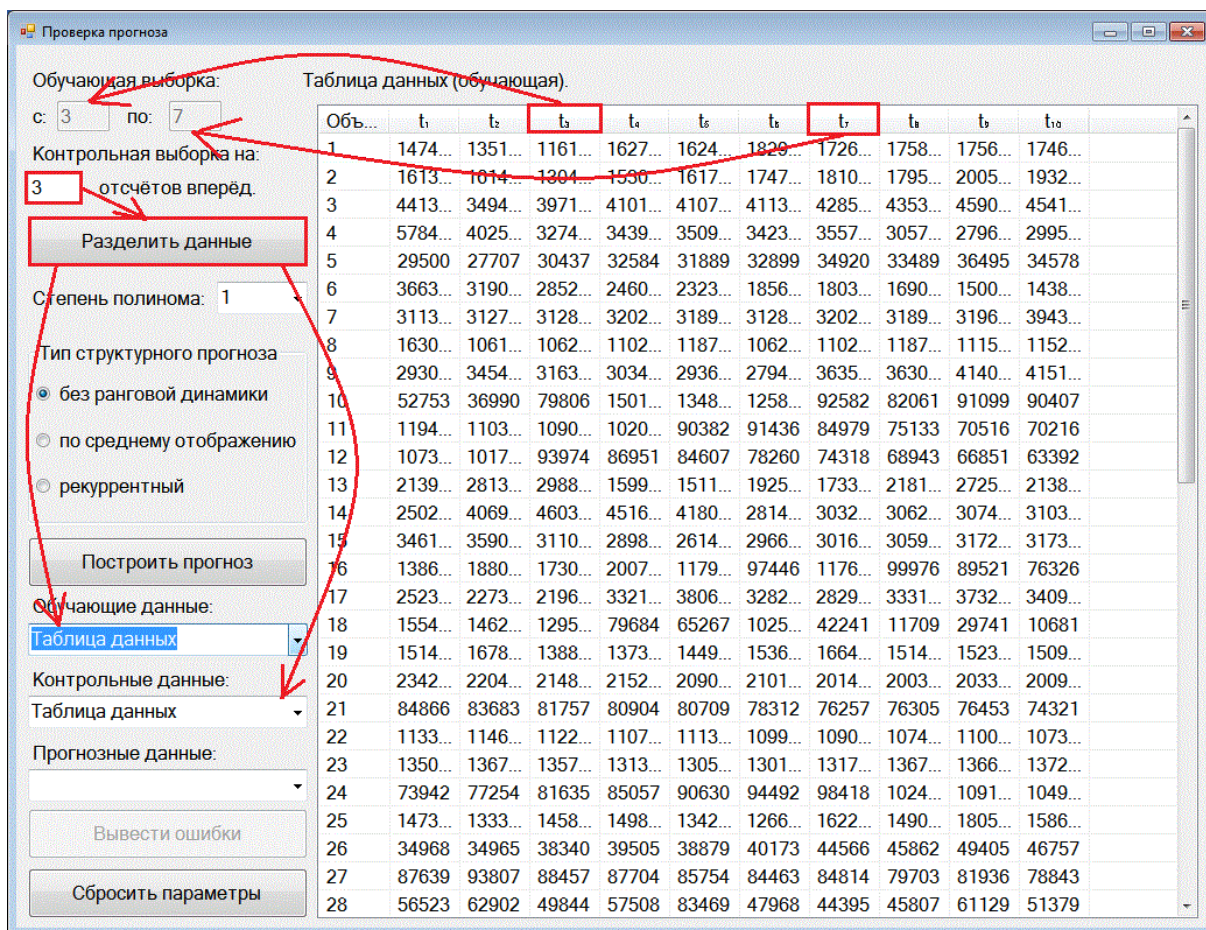 Проверка прогноза
Обучающая выборка:
с: 3 по: 7
Контрольная выборка на:
3 отсчётов вперёд.
Разделить данные
Степень полинома: 1
Тип структурного прогноза
без ранговой динамики
по среднему отображению
рекуррентный
Построить прогноз
Обучающие данные:
Таблица данных
Контрольные данные:
Таблица данных
Прогнозные данные:
Вывести ошибки
Сбросить параметры
Таблица данных (обучающая).
Объ... t₁ t₂ t₃ t₄ t₅ t₆ t₇ t₈ t₉ t₁₀
1 1474... 1351... 1161... 1627... 1624... 1829... 1726... 1758... 1756... 1746...
2 1613... 1614... 1304... 1530... 1617... 1747... 1810... 1795... 2005... 1932...
3 4413... 3494... 3971... 4101... 4107... 4113... 4285... 4353... 4590... 4541...
4 5784... 4025... 3274... 3439... 3509... 3423... 3557... 3057... 2796... 2995...
5 29500 27707 30437 32584 31889 32899 34920 33489 36495 34578
6 3663... 3190... 2852... 2460... 2323... 1856... 1803... 1690... 1500... 1438...
7 3113... 3127... 3128... 3202... 3189... 3128... 3202... 3189... 3196... 3943...
8 1630... 1061... 1062... 1102... 1187... 1062... 1102... 1187... 1115... 1152...
9 2930... 3454... 3163... 3034... 2936... 2794... 3635... 3630... 4140... 4151...
10 52753 36990 79806 1501... 1348... 1258... 92582 82061 91099 90407
11 1194... 1103... 1090... 1020... 90382 91436 84979 75133 70516 70216
12 1073... 1017... 93974 86951 84607 78260 74318 68943 66851 63392
13 2139... 2813... 2988... 1599... 1511... 1925... 1733... 2181... 2725... 2138...
14 2502... 4069... 4603... 4516... 4180... 2814... 3032... 3062... 3074... 3103...
15 3461... 3590... 3110... 2898... 2614... 2966... 3016... 3059... 3172... 3173...
16 1386... 1880... 1730... 2007... 1179... 97446 1176... 99976 89521 76326
17 2523... 2273... 2196... 3321... 3806... 3282... 2829... 3331... 3732... 3409...
18 1554... 1462... 1295... 79684 65267 1025... 42241 11709 29741 10681
19 1514... 1678... 1388... 1373... 1449... 1536... 1664... 1514... 1523... 1509...
20 2342... 2204... 2148... 2152... 2090... 2101... 2014... 2003... 2033... 2009...
21 84866 83683 81757 80904 80709 78312 76257 76305 76453 74321
22 1133... 1146... 1122... 1107... 1113... 1099... 1090... 1074... 1100... 1073...
23 1350... 1367... 1357... 1313... 1305... 1301... 1317... 1367... 1366... 1372...
24 73942 77254 81635 85057 90630 94492 98418 1024... 1091... 1049...
25 1473... 1333... 1458... 1498... 1342... 1266... 1622... 1490... 1805... 1586...
26 34968 34965 38340 39505 38879 40173 44566 45862 49405 46757
27 87639 93807 88457 87704 85754 84463 84814 79703 81936 78843
28 56523 62902 49844 57508 83469 47968 44395 45807 61129 51379